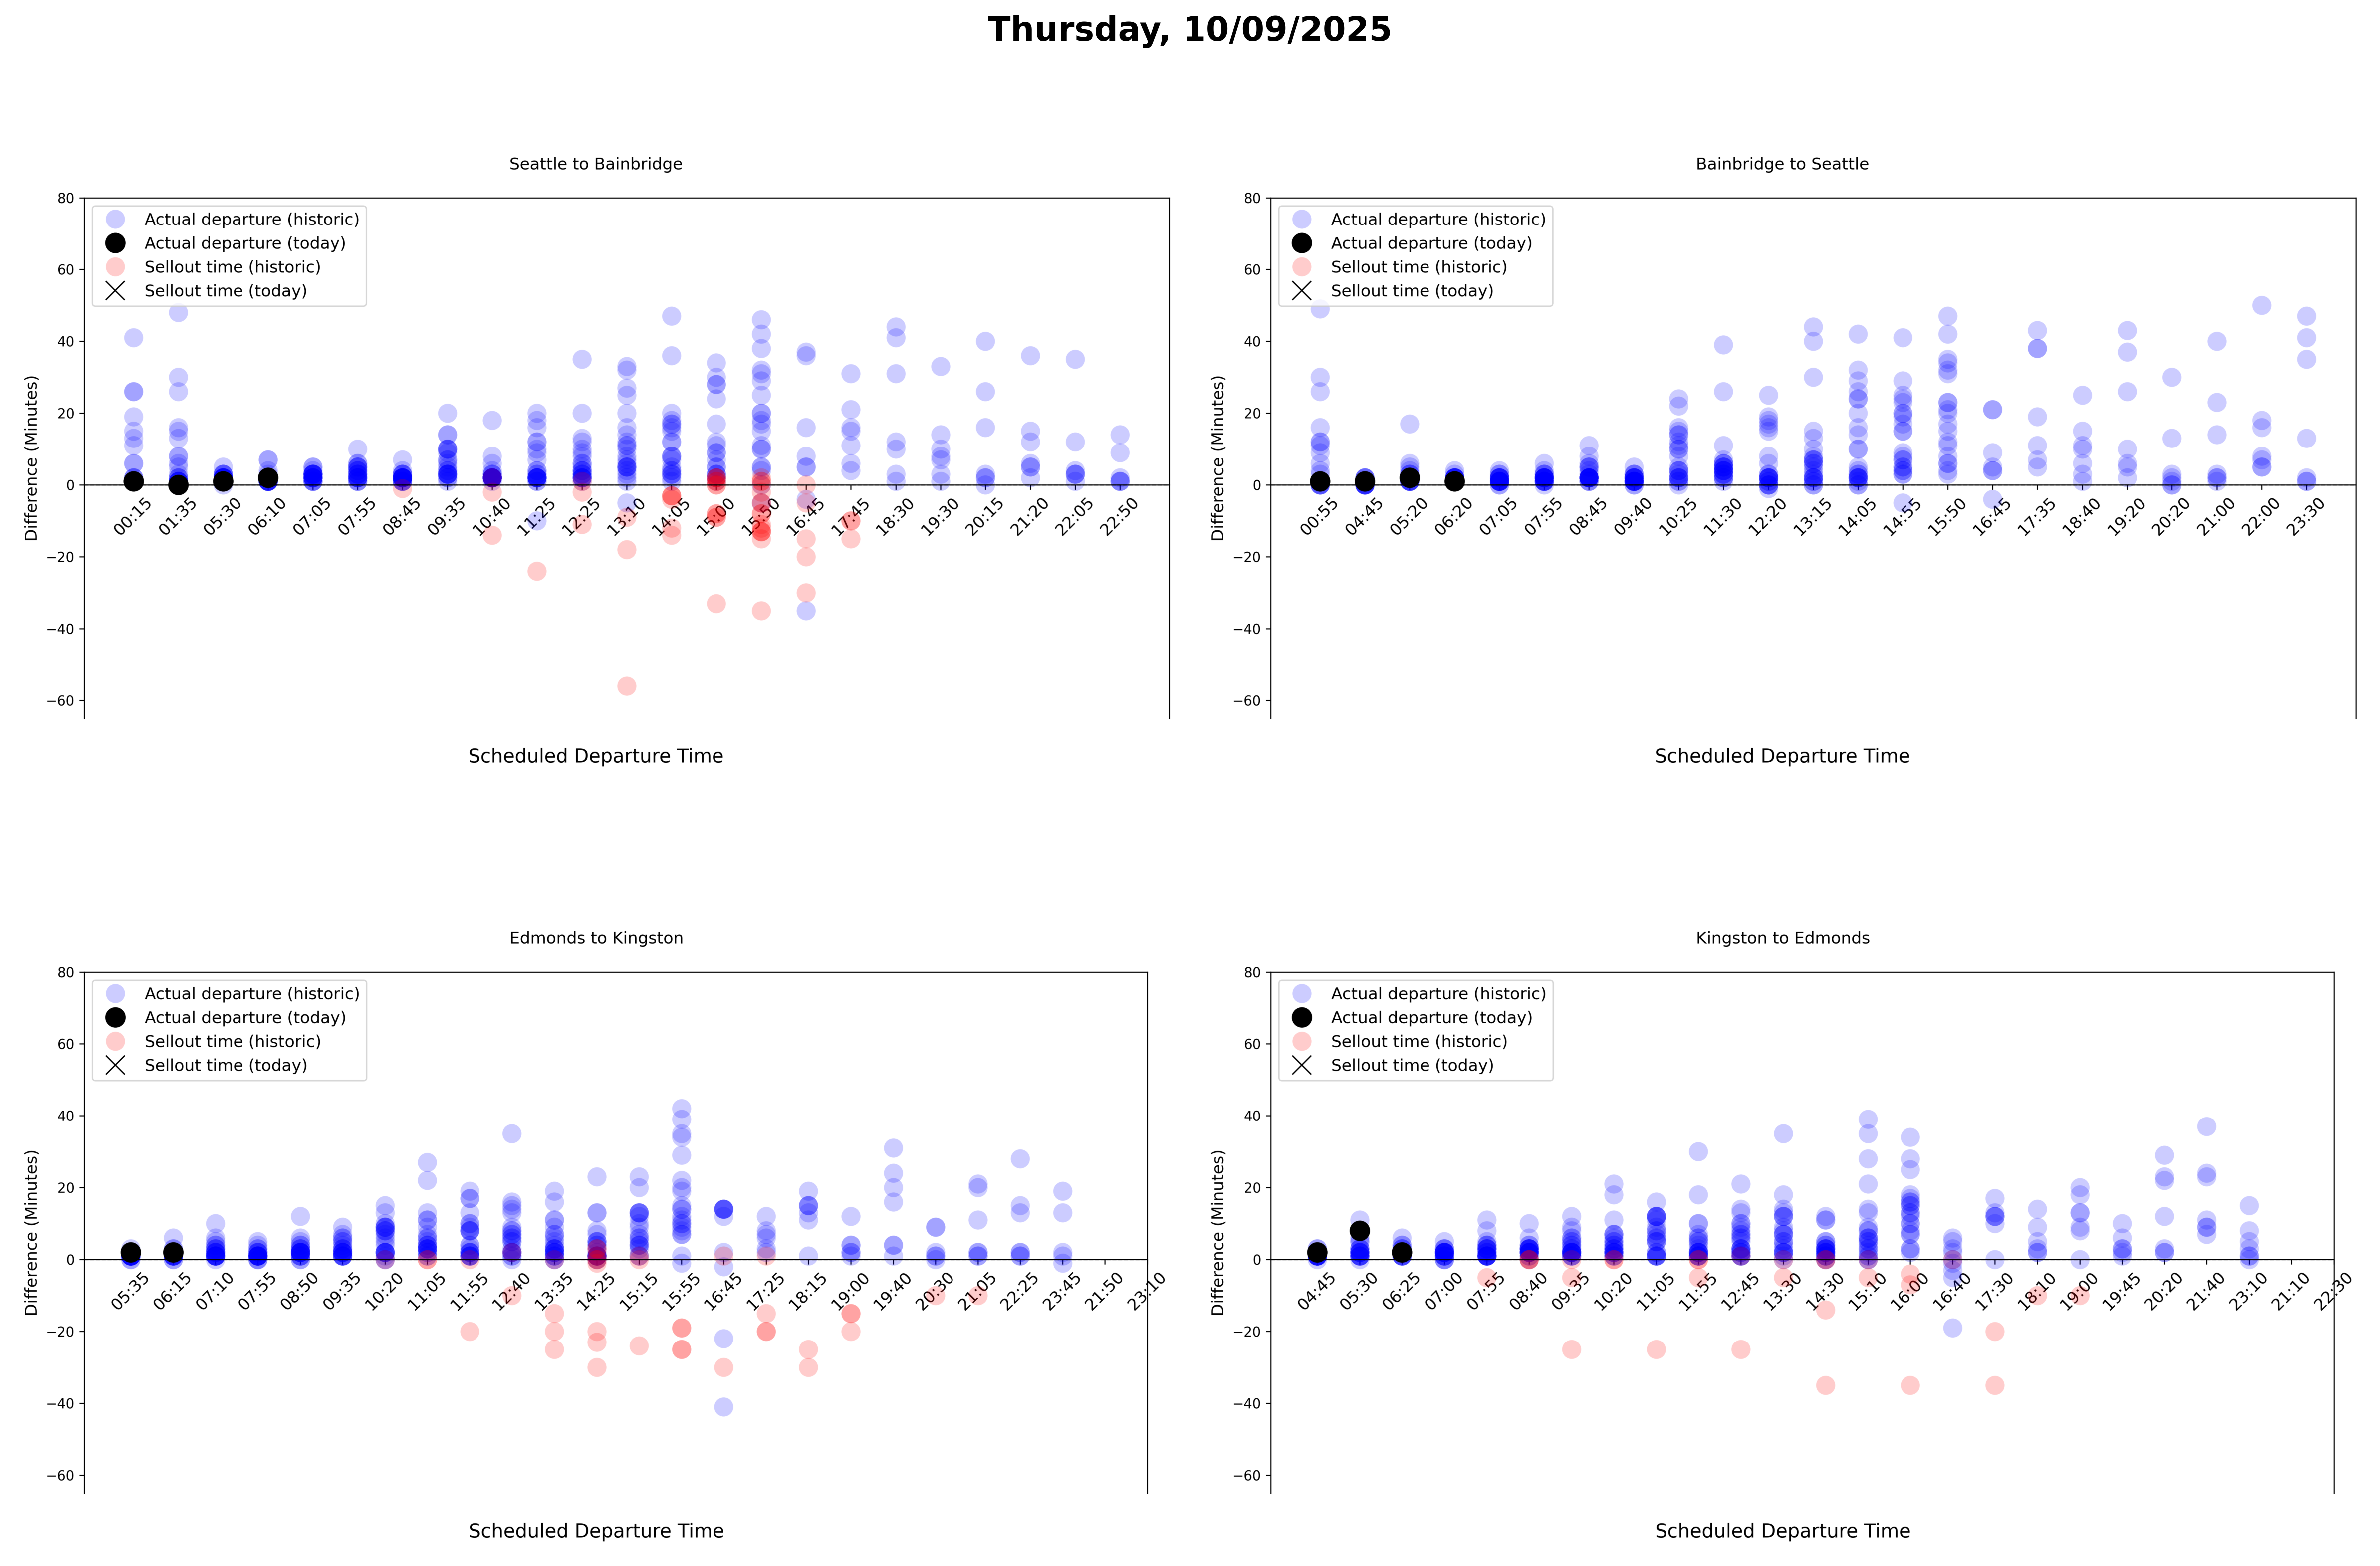 Thursday, 10/09/2025
Seattle to Bainbridge
80
60
40
20
0
−20
−40
−60
Difference (Minutes)
Actual departure (historic)
Actual departure (today)
Sellout time (historic)
Sellout time (today)
00:15 01:35 05:30 06:10 07:05 07:55 08:45 09:35 10:40 11:25 12:25 13:10 14:05 15:00 15:50 16:45 17:45 18:30 19:30 20:15 21:20 22:05 22:50
Scheduled Departure Time
Bainbridge to Seattle
80
60
40
20
0
−20
−40
−60
Difference (Minutes)
Actual departure (historic)
Actual departure (today)
Sellout time (historic)
Sellout time (today)
00:55 04:45 05:20 06:20 07:05 07:55 08:45 09:40 10:25 11:30 12:20 13:15 14:05 14:55 15:50 16:45 17:35 18:40 19:20 20:20 21:00 22:00 23:30
Scheduled Departure Time
Edmonds to Kingston
80
60
40
20
0
−20
−40
−60
Difference (Minutes)
Actual departure (historic)
Actual departure (today)
Sellout time (historic)
Sellout time (today)
05:35 06:15 07:10 07:55 08:50 09:35 10:20 11:05 11:55 12:40 13:35 14:25 15:15 15:55 16:45 17:25 18:15 19:00 19:40 20:30 21:05 22:25 23:45 21:50 23:10
Scheduled Departure Time
Kingston to Edmonds
80
60
40
20
0
−20
−40
−60
Difference (Minutes)
Actual departure (historic)
Actual departure (today)
Sellout time (historic)
Sellout time (today)
04:45 05:30 06:25 07:00 07:55 08:40 09:35 10:20 11:05 11:55 12:45 13:30 14:30 15:10 16:00 16:40 17:30 18:10 19:00 19:45 20:20 21:40 23:10 21:10 22:30
Scheduled Departure Time